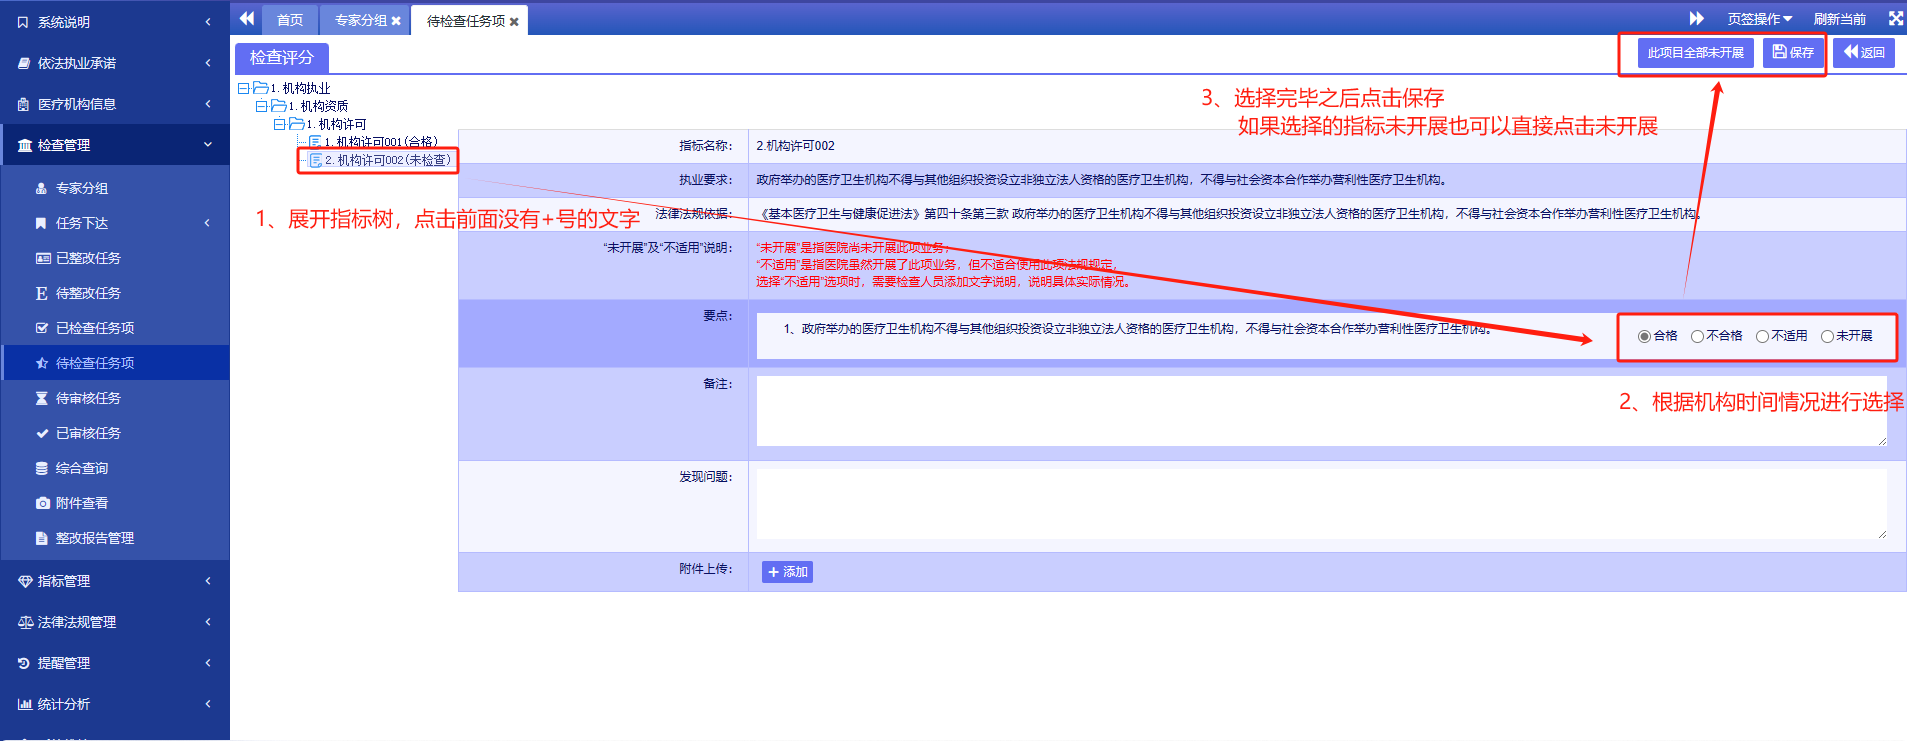 系统说明
依法执业承诺
医疗机构信息
检查管理
专家分组
任务下达
已整改任务
待整改任务
已检查任务项
待检查任务项
待审核任务
已审核任务
综合查询
附件查看
整改报告管理
指标管理
法律法规管理
提醒管理
统计分析
首页
专家分组
待检查任务项
页签操作
刷新当前
检查评分
此项目全部未开展
保存
返回
1.机构执业
1.机构资质
1.机构许可
1.机构许可001(合格)
2.机构许可002(未检查)
1、展开指标树，点击前面没有+号的文字
3、选择完毕之后点击保存
如果选择的指标未开展也可以直接点击未开展
指标名称：
2.机构许可002
执业要求：
政府举办的医疗卫生机构不得与其他组织投资设立非独立法人资格的医疗卫生机构，不得与社会资本合作举办营利性医疗卫生机构。
法律法规依据：
《基本医疗卫生与健康促进法》第四十条第三款 政府举办的医疗卫生机构不得与其他组织投资设立非独立法人资格的医疗卫生机构，不得与社会资本合作举办营利性医疗卫生机构。
“未开展”及“不适用”说明：
“未开展”是指医院尚未开展此项业务；
“不适用”是指医院虽然开展了此项业务，但不适合使用此项法规规定，
选择“不适用”选项时，需要检查人员添加文字说明，说明具体实际情况。
要点：
1、政府举办的医疗卫生机构不得与其他组织投资设立非独立法人资格的医疗卫生机构，不得与社会资本合作举办营利性医疗卫生机构。
合格 不合格 不适用 未开展
备注：
2、根据机构时间情况进行选择
发现问题：
附件上传：
添加